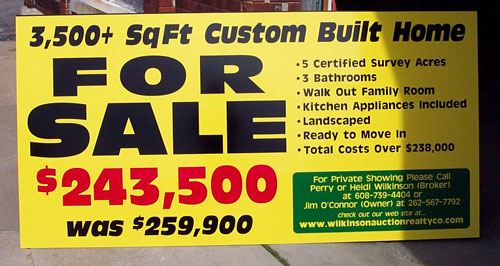 3,500+ SqFt Custom Built Home
FOR
SALE
$243,500
was $259,900
• 5 Certified Survey Acres
• 3 Bathrooms
• Walk Out Family Room
• Kitchen Appliances Included
• Landscaped
• Ready to Move In
• Total Costs Over $238,000
For Private Showing Please Call
Perry or Heidi Wilkinson (Broker)
at 608-739-4404 or
Jim O'Connor (Owner) at 262-567-7792
check out our web site at...
www.wilkinsonauctionrealtyco.com